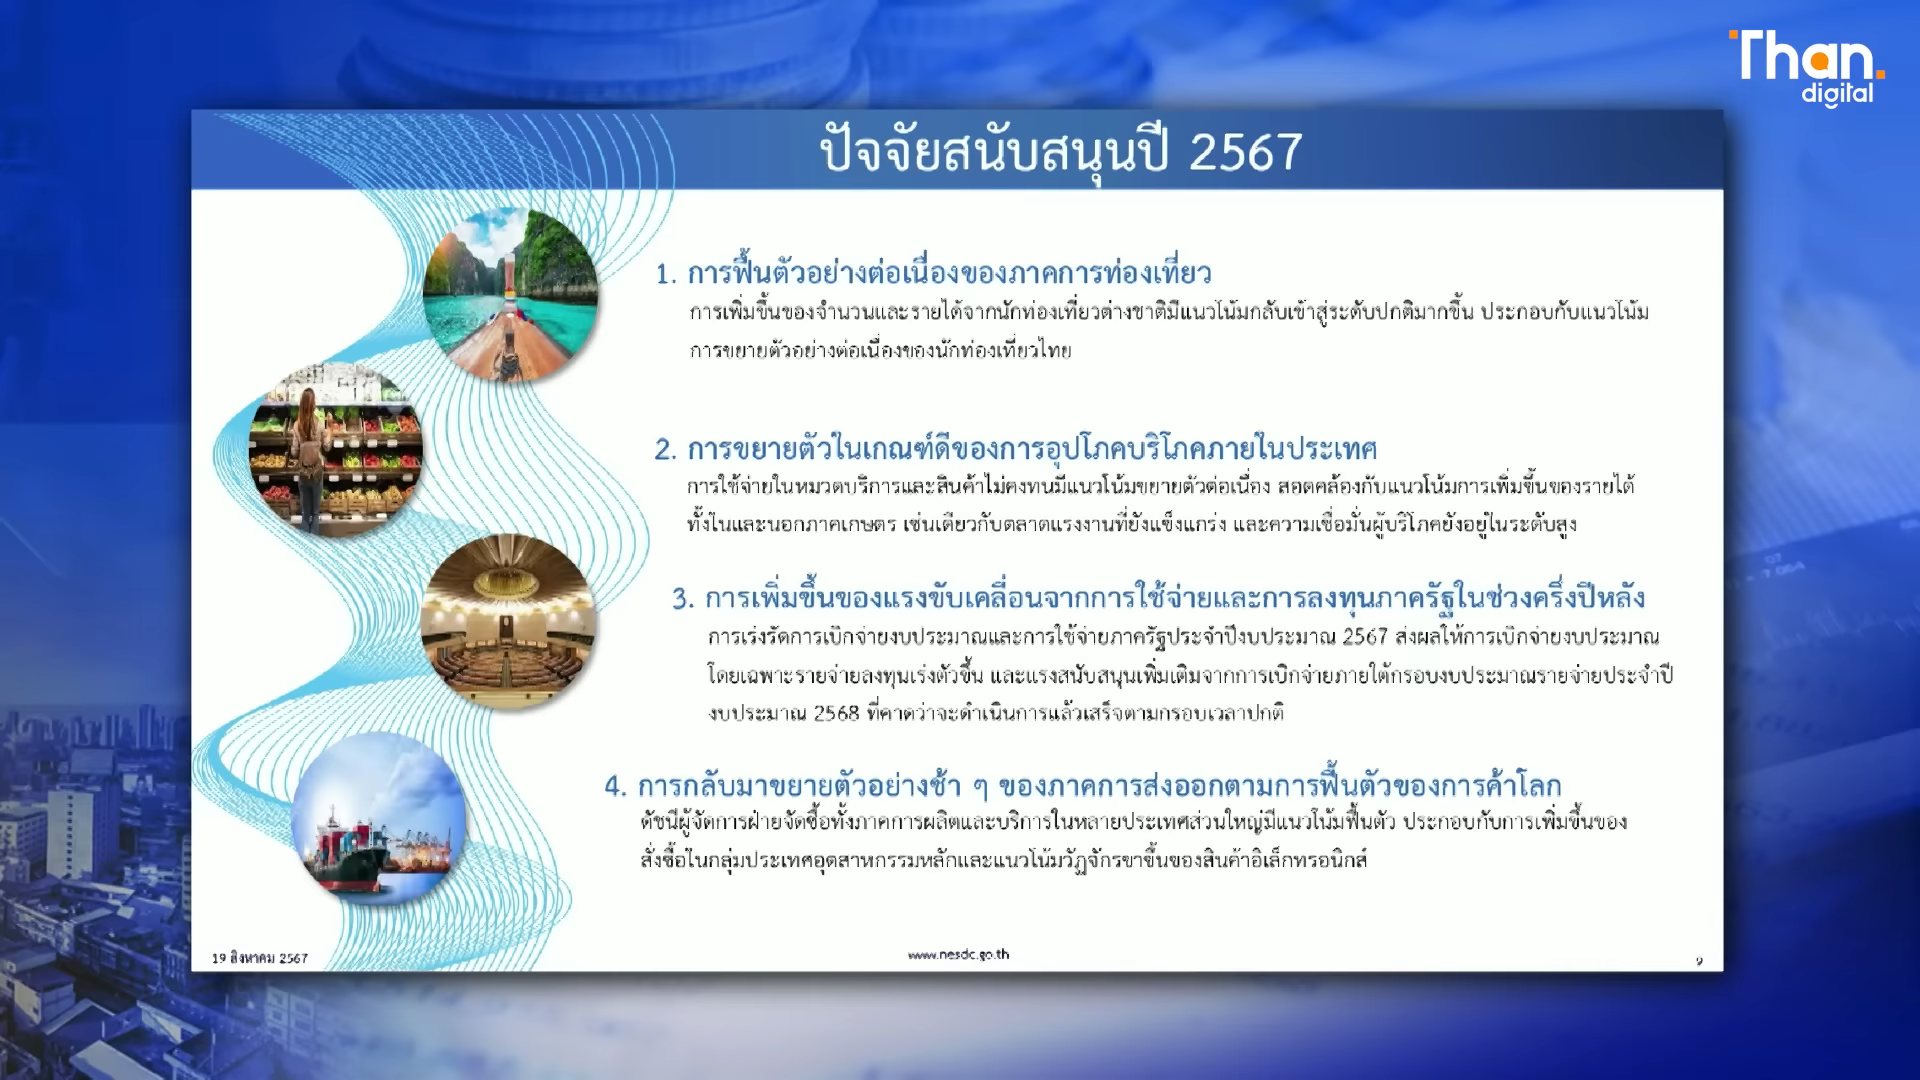 Than.
digital
ปัจจัยสนับสนุนปี 2567
1. การฟื้นตัวอย่างต่อเนื่องของภาคการท่องเที่ยว
การเพิ่มขึ้นของจำนวนและรายได้จากนักท่องเที่ยวต่างชาติมีแนวโน้มกลับเข้าสู่ระดับปกติมากขึ้น ประกอบกับแนวโน้ม
การขยายตัวอย่างต่อเนื่องของนักท่องเที่ยวไทย
2. การขยายตัวในเกณฑ์ดีของการอุปโภคบริโภคภายในประเทศ
การใช้จ่ายในหมวดบริการและสินค้าไม่คงทนมีแนวโน้มขยายตัวต่อเนื่อง สอดคล้องกับแนวโน้มการเพิ่มขึ้นของรายได้
ทั้งในและนอกภาคเกษตร เช่นเดียวกับตลาดแรงงานที่ยังแข็งแกร่ง และความเชื่อมั่นผู้บริโภคยังอยู่ในระดับสูง
3. การเพิ่มขึ้นของแรงขับเคลื่อนจากการใช้จ่ายและการลงทุนภาครัฐในช่วงครึ่งปีหลัง
การเร่งรัดการเบิกจ่ายงบประมาณและการใช้จ่ายภาครัฐประจำปีงบประมาณ 2567 ส่งผลให้การเบิกจ่ายงบประมาณ
โดยเฉพาะรายจ่ายลงทุนเร่งตัวขึ้น และแรงสนับสนุนเพิ่มเติมจากการเบิกจ่ายภายใต้กรอบงบประมาณรายจ่ายประจำปี
งบประมาณ 2568 ที่คาดว่าจะดำเนินการแล้วเสร็จตามกรอบเวลาปกติ
4. การกลับมาขยายตัวอย่างช้า ๆ ของภาคการส่งออกตามการฟื้นตัวของการค้าโลก
ดัชนีผู้จัดการฝ่ายจัดซื้อทั้งภาคการผลิตและบริการในหลายประเทศส่วนใหญ่มีแนวโน้มฟื้นตัว ประกอบกับการเพิ่มขึ้นของ
สั่งซื้อในกลุ่มประเทศอุตสาหกรรมหลักและแนวโน้มวัฏจักรขาขึ้นของสินค้าอิเล็กทรอนิกส์
19 สิงหาคม 2567
www.nesdc.go.th
9